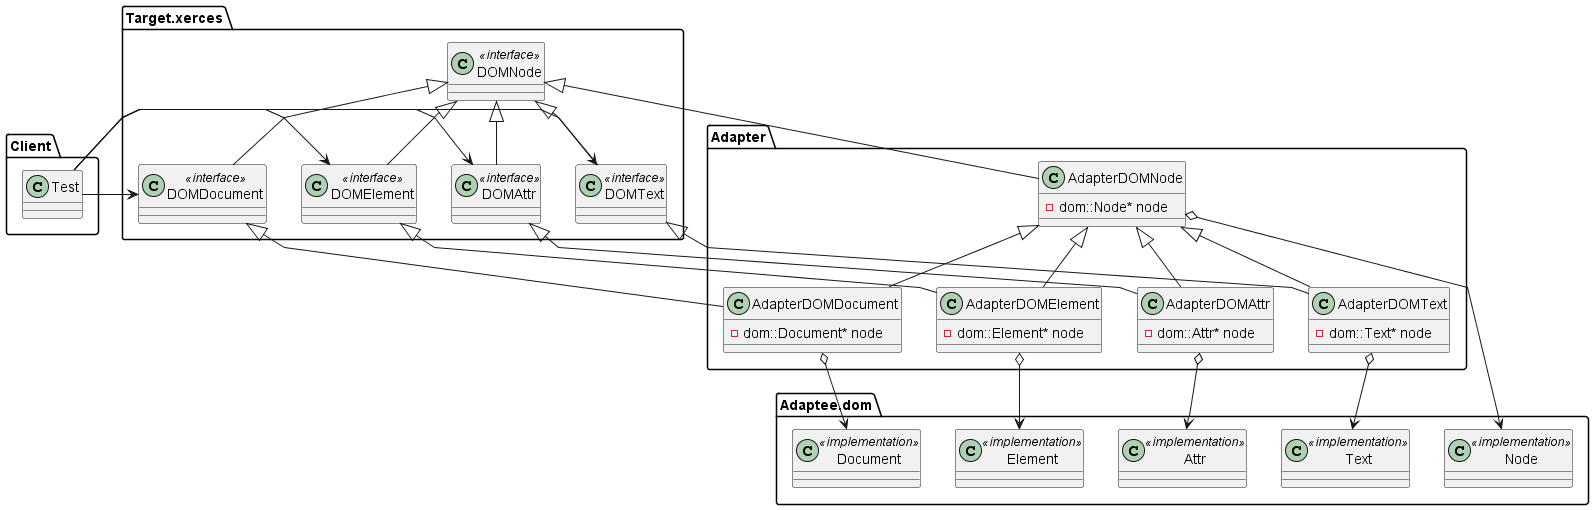 Target.xerces
C
«interface»
DOMNode
Client
C
Test
C
«interface»
DOMDocument
C
«interface»
DOMElement
C
«interface»
DOMAttr
C
«interface»
DOMText
Adapter
C
AdapterDOMNode
dom::Node* node
C
AdapterDOMDocument
dom::Document* node
C
AdapterDOMElement
dom::Element* node
C
AdapterDOMAttr
dom::Attr* node
C
AdapterDOMText
dom::Text* node
Adaptee.dom
C
«implementation»
Document
C
«implementation»
Element
C
«implementation»
Attr
C
«implementation»
Text
C
«implementation»
Node